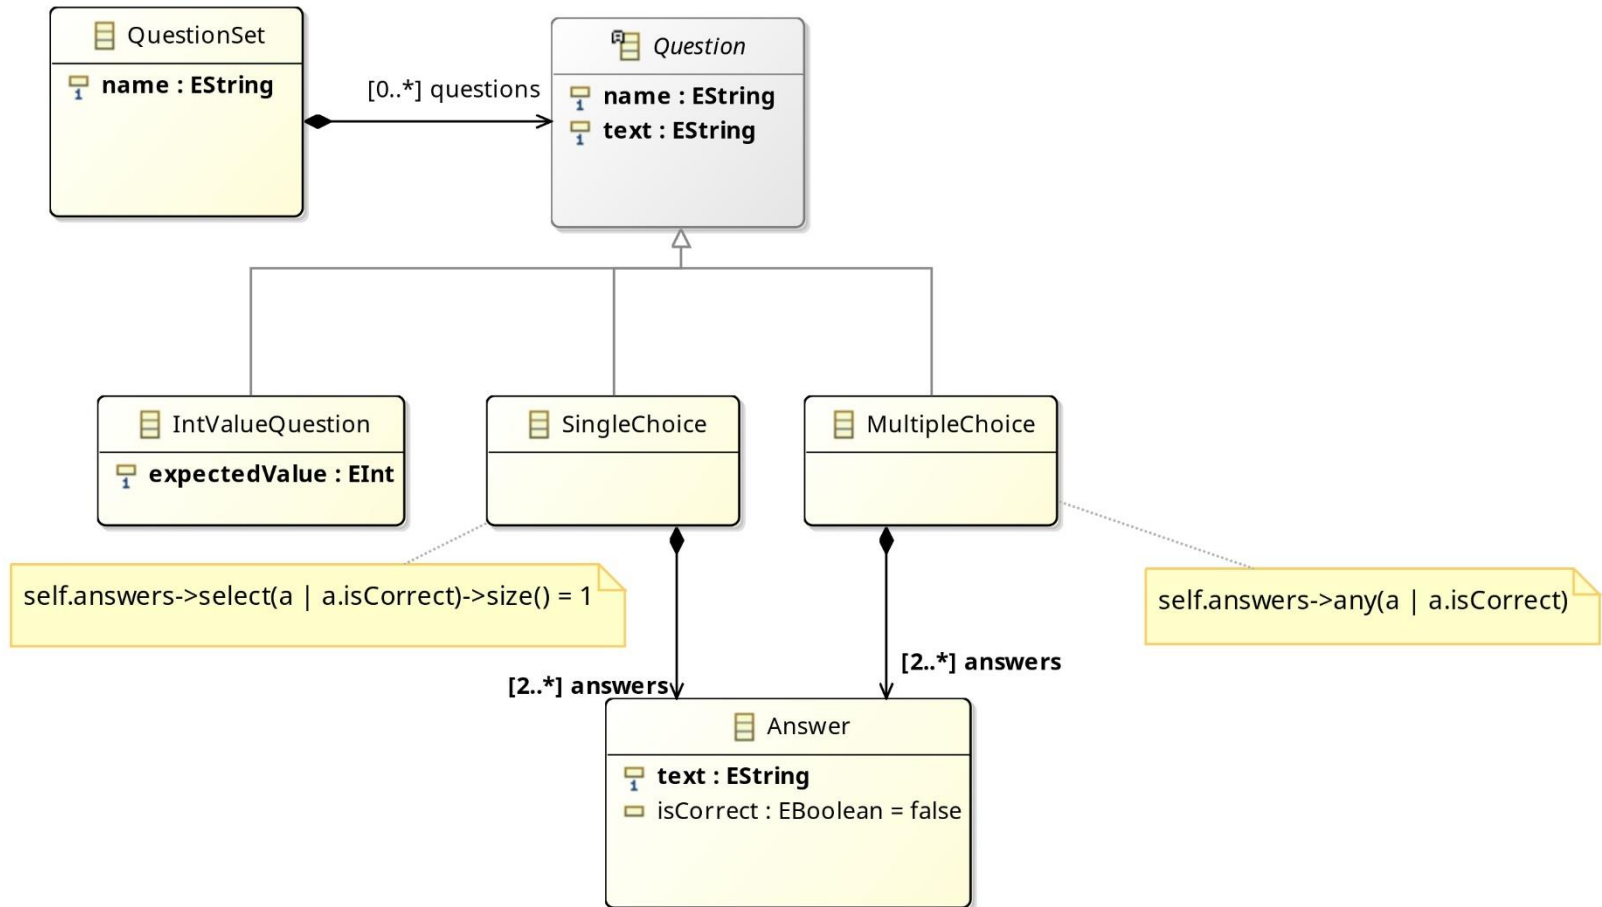 QuestionSet
name : EString
[0..*] questions
Question
name : EString
text : EString
IntValueQuestion
expectedValue : EInt
SingleChoice
MultipleChoice
self.answers->select(a | a.isCorrect)->size() = 1
self.answers->any(a | a.isCorrect)
[2..*] answers
[2..*] answers
Answer
text : EString
isCorrect : EBoolean = false